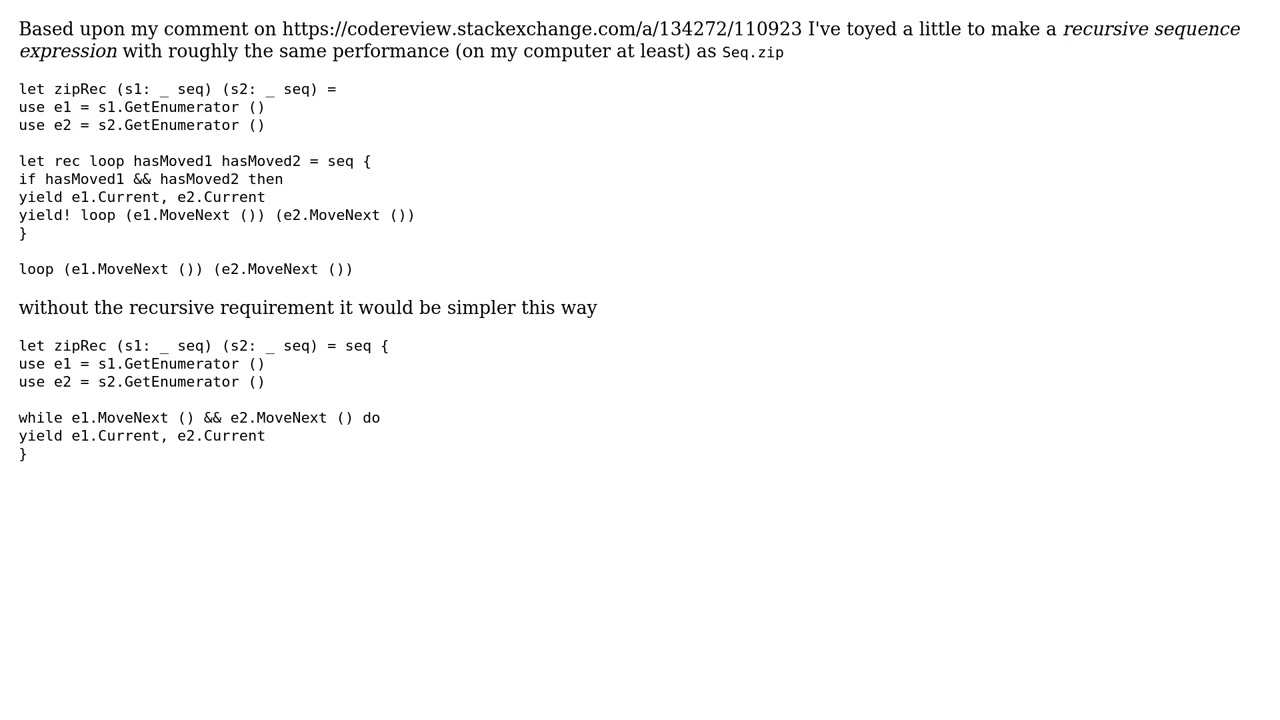 Based upon my comment on https://codereview.stackexchange.com/a/134272/110923 I've toyed a little to make a recursive sequence
expression with roughly the same performance (on my computer at least) as Seq.zip
let zipRec (s1: _ seq) (s2: _ seq) =
use e1 = s1.GetEnumerator ()
use e2 = s2.GetEnumerator ()
let rec loop hasMoved1 hasMoved2 = seq {
if hasMoved1 && hasMoved2 then
yield e1.Current, e2.Current
yield! loop (e1.MoveNext ()) (e2.MoveNext ())
}
loop (e1.MoveNext ()) (e2.MoveNext ())
without the recursive requirement it would be simpler this way
let zipRec (s1: _ seq) (s2: _ seq) = seq {
use e1 = s1.GetEnumerator ()
use e2 = s2.GetEnumerator ()
while e1.MoveNext () && e2.MoveNext () do
yield e1.Current, e2.Current
}